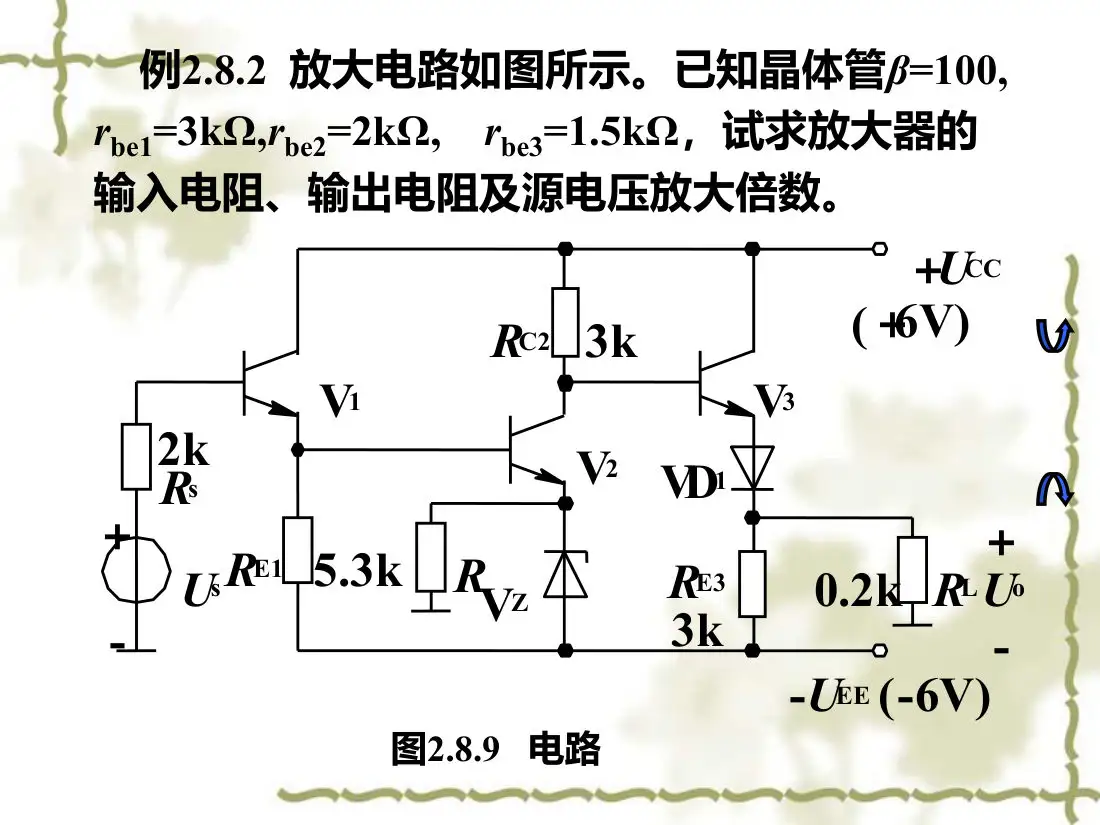 例2.8.2 放大电路如图所示。已知晶体管β=100,
rbe1=3kΩ,rbe2=2kΩ, rbe3=1.5kΩ，试求放大器的
输入电阻、输出电阻及源电压放大倍数。
+UCC
(+6V)
RC2 3k
V1
V3
2k
Rs
V2
VD1
+
Us
-
RE1 5.3k
R
VZ
RE3
3k
0.2k RL
+
Uo
-
-UEE (-6V)
图2.8.9 电路